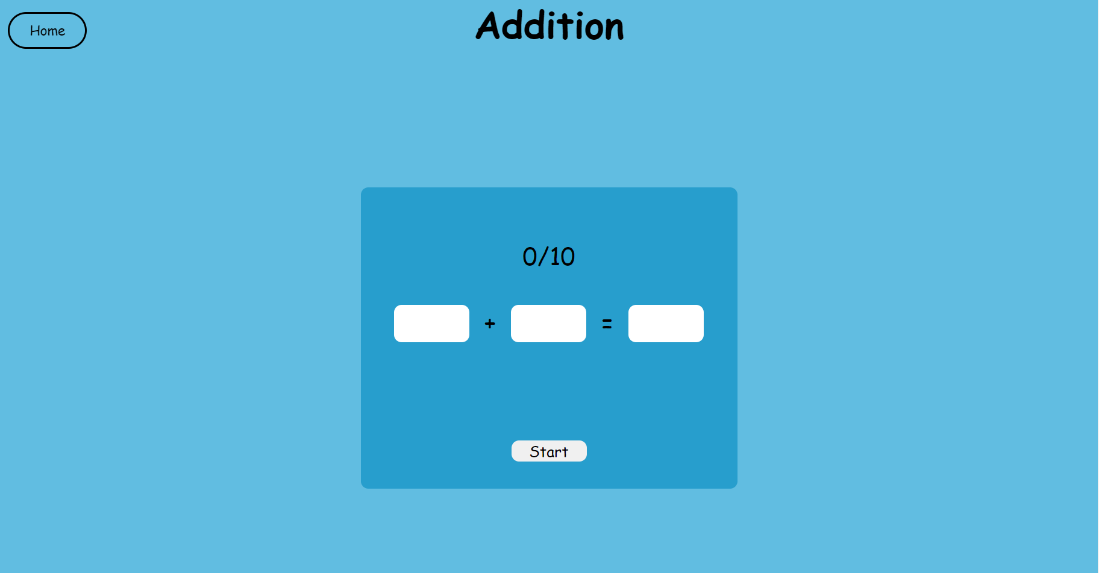 Home
Addition
0/10
+ =
Start